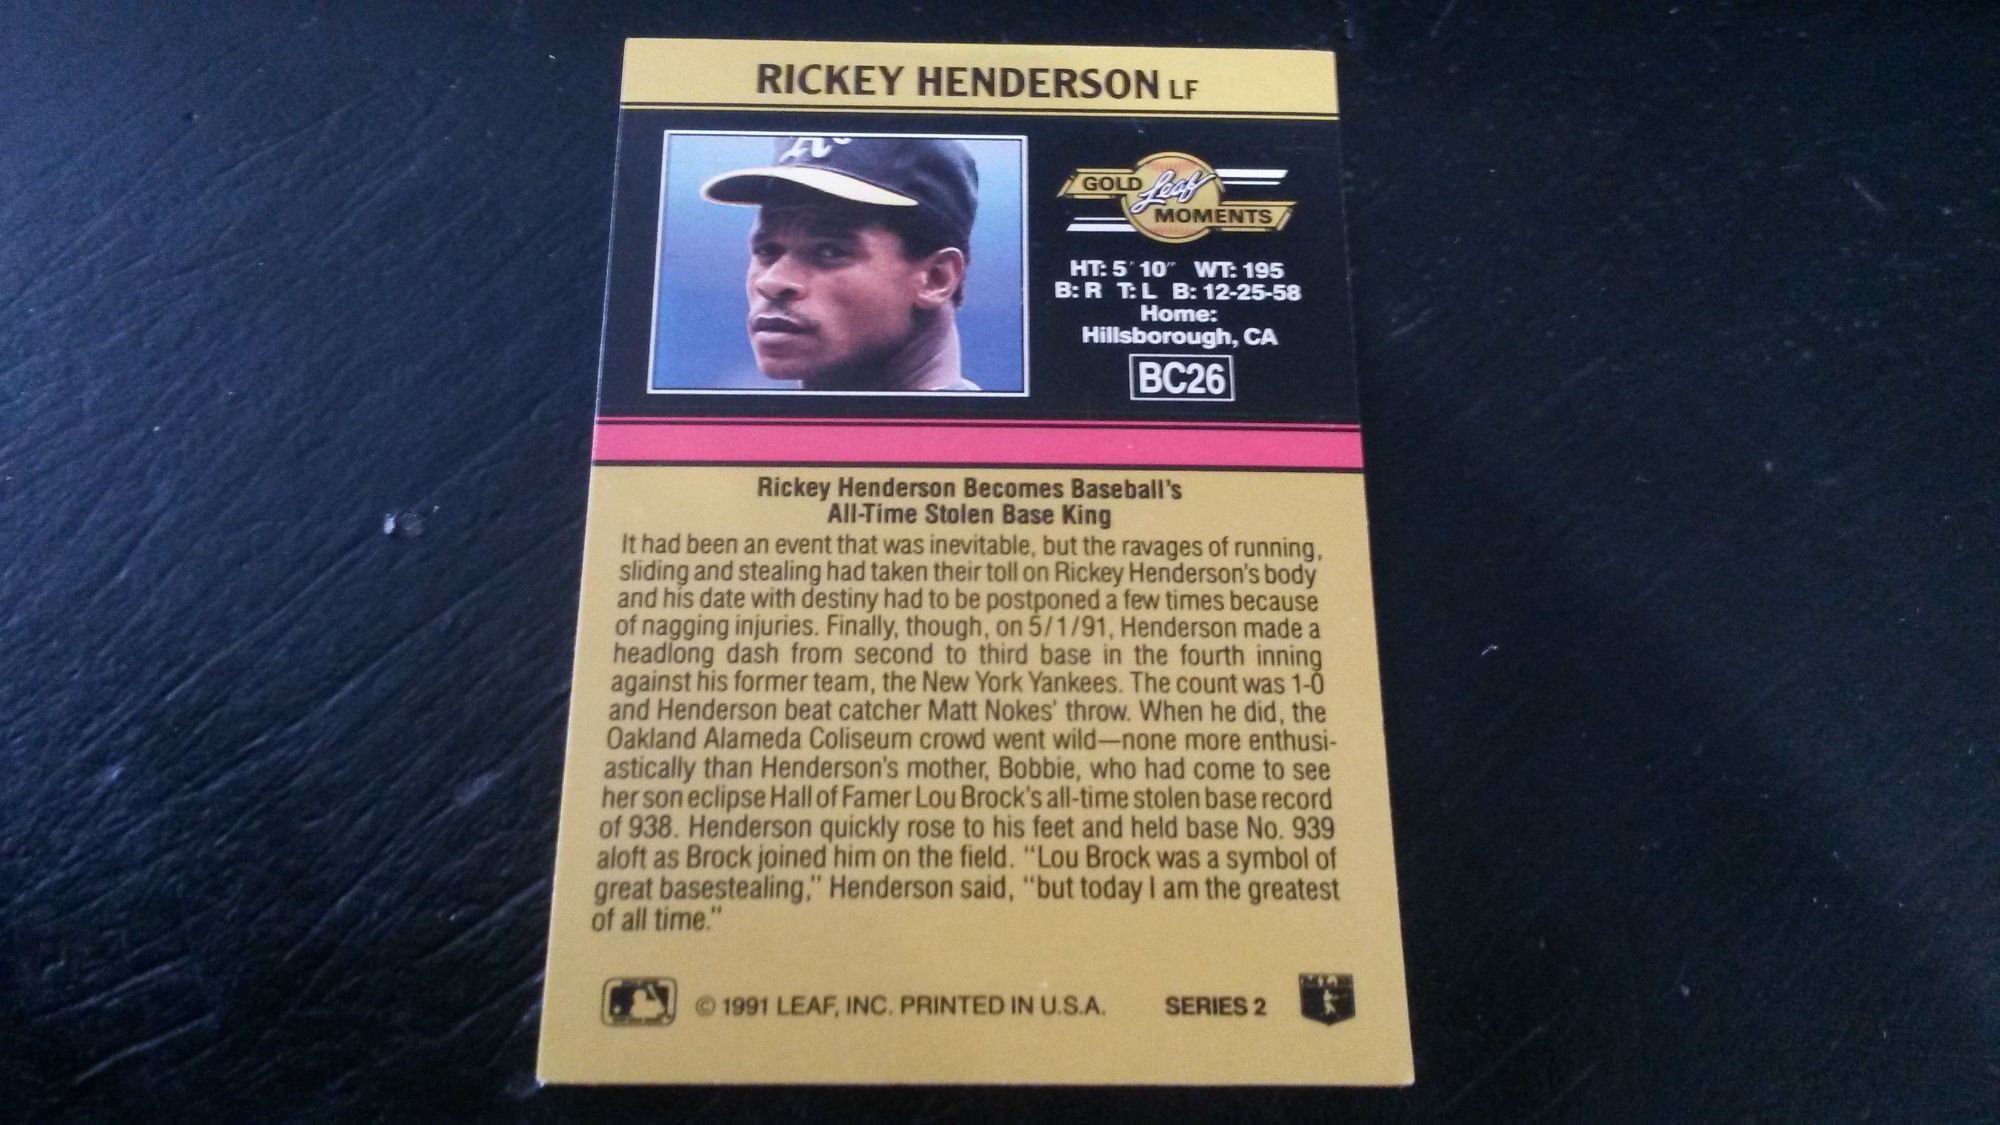 RICKEY HENDERSON LF
A's
GOLD Leaf MOMENTS
HT: 5' 10" WT: 195
B: R T: L B: 12-25-58
Home:
Hillsborough, CA
BC26
Rickey Henderson Becomes Baseball's
All-Time Stolen Base King
It had been an event that was inevitable, but the ravages of running,
sliding and stealing had taken their toll on Rickey Henderson's body
and his date with destiny had to be postponed a few times because
of nagging injuries. Finally, though, on 5/1/91, Henderson made a
headlong dash from second to third base in the fourth inning
against his former team, the New York Yankees. The count was 1-0
and Henderson beat catcher Matt Nokes' throw. When he did, the
Oakland Alameda Coliseum crowd went wild—none more enthusi-
astically than Henderson's mother, Bobbie, who had come to see
her son eclipse Hall of Famer Lou Brock's all-time stolen base record
of 938. Henderson quickly rose to his feet and held base No. 939
aloft as Brock joined him on the field. "Lou Brock was a symbol of
great basestealing," Henderson said, "but today I am the greatest
of all time."
© 1991 LEAF, INC. PRINTED IN U.S.A. SERIES 2 MLB